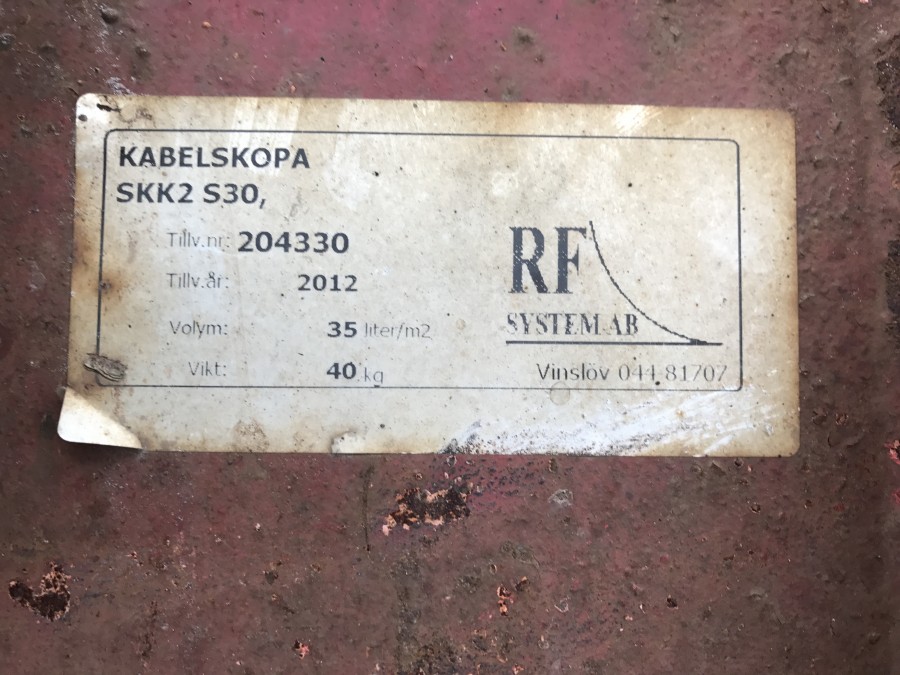 KABELSKOPA
SKK2 S30,
Tillv.nr: 204330
Tillv.år: 2012
Volym: 35 liter/m2
Vikt: 40 kg
RF
SYSTEM AB
Vinslöv 044-81707